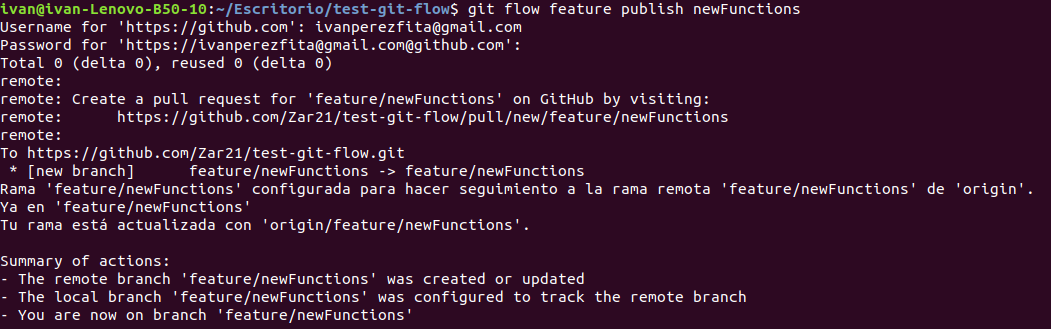 ivan@ivan-Lenovo-B50-10:~/Escritorio/test-git-flow$ git flow feature publish newFunctions
Username for 'https://github.com': ivanperezfita@gmail.com
Password for 'https://ivanperezfita@gmail.com@github.com':
Total 0 (delta 0), reused 0 (delta 0)
remote:
remote: Create a pull request for 'feature/newFunctions' on GitHub by visiting:
remote:      https://github.com/Zar21/test-git-flow/pull/new/feature/newFunctions
remote:
To https://github.com/Zar21/test-git-flow.git
 * [new branch]      feature/newFunctions -> feature/newFunctions
Rama 'feature/newFunctions' configurada para hacer seguimiento a la rama remota 'feature/newFunctions' de 'origin'.
Ya en 'feature/newFunctions'
Tu rama está actualizada con 'origin/feature/newFunctions'.

Summary of actions:
- The remote branch 'feature/newFunctions' was created or updated
- The local branch 'feature/newFunctions' was configured to track the remote branch
- You are now on branch 'feature/newFunctions'